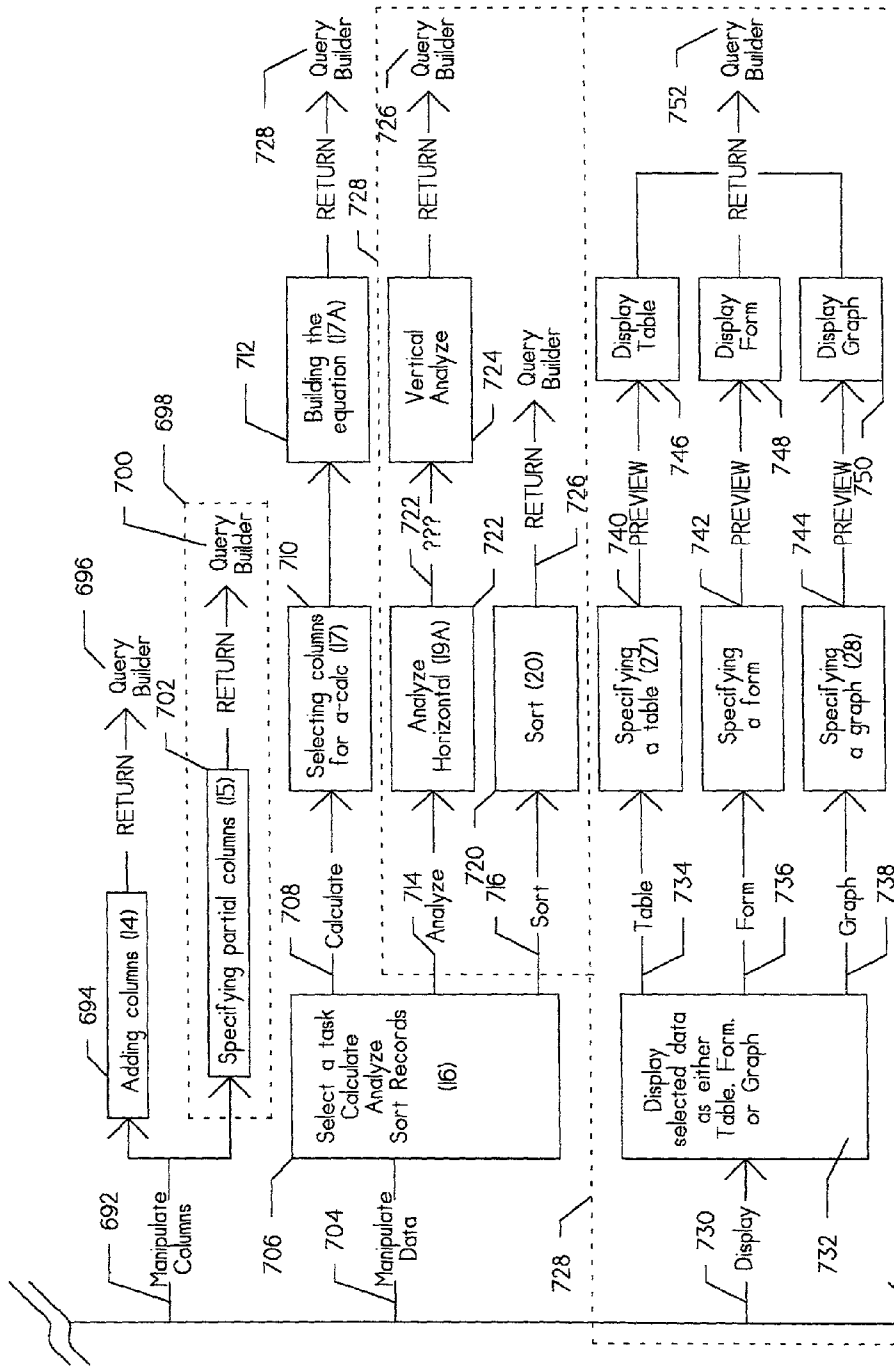 692
Manipulate
Columns
694
Adding columns (14)
RETURN
Query
Builder
696
Specifying partial columns (15)
702
RETURN
Query
Builder
700
698
704
Manipulate
Data
706
Select a task
Calculate
Analyze
Sort Records
(16)
708
Calculate
Selecting columns
for a-calc (17)
710
Building the
equation (17A)
712
RETURN
Query
Builder
728
728
714
Analyze
Analyze
Horizontal (19A)
722
722
???
Vertical
Analyze
724
RETURN
Query
Builder
726
716
Sort
720
Sort (20)
RETURN
726
Query
Builder
728
730
Display
Display
selected data
as either
Table, Form,
or Graph
732
Table
734
Specifying
a table (27)
740
PREVIEW
Display
Table
746
Form
736
Specifying
a form
742
PREVIEW
Display
Form
748
Graph
738
Specifying
a graph (28)
744
PREVIEW
Display
Graph
750
RETURN
Query
Builder
752